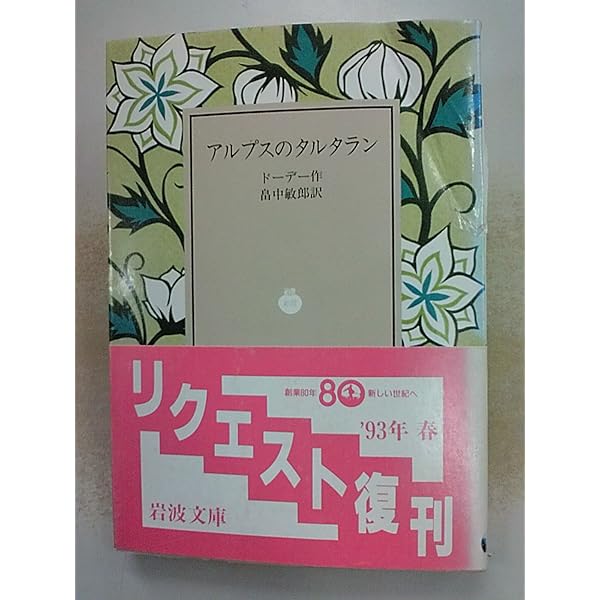 アルプスのタルタラン
ドーデー作
畠中敏郎訳
創業80年 80 新しい世紀へ
リクエスト復刊
'93年 春
岩波文庫